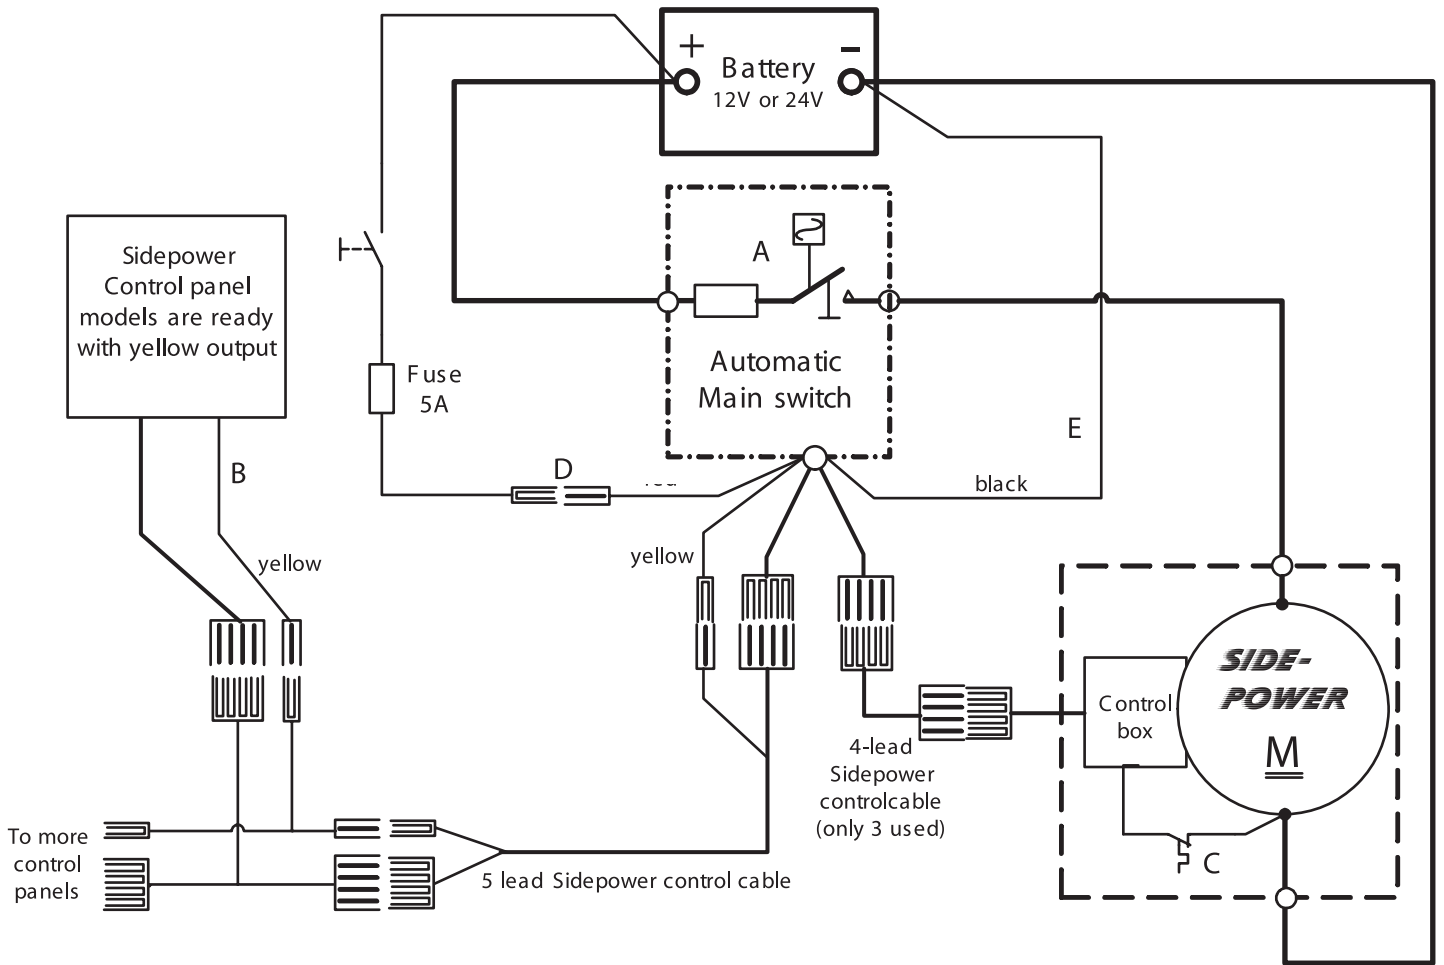 +
−
Battery
12V or 24V
A
Automatic
Main switch
Sidepower
Control panel
models are ready
with yellow output
Fuse
5A
B
D
E
black
yellow
yellow
SIDE-
POWER
M
Control
box
4-lead
Sidepower
controlcable
(only 3 used)
To more
control
panels
5 lead Sidepower control cable
C